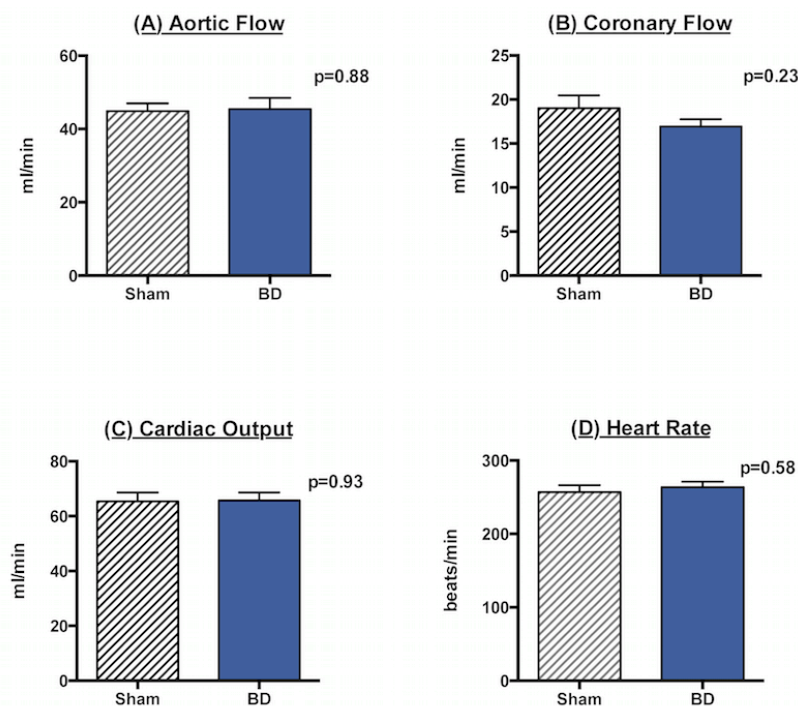 (A) Aortic Flow
60
40
20
0
ml/min
p=0.88
Sham
BD
(B) Coronary Flow
25
20
15
10
5
0
ml/min
p=0.23
Sham
BD
(C) Cardiac Output
80
60
40
20
0
ml/min
p=0.93
Sham
BD
(D) Heart Rate
300
200
100
0
beats/min
p=0.58
Sham
BD